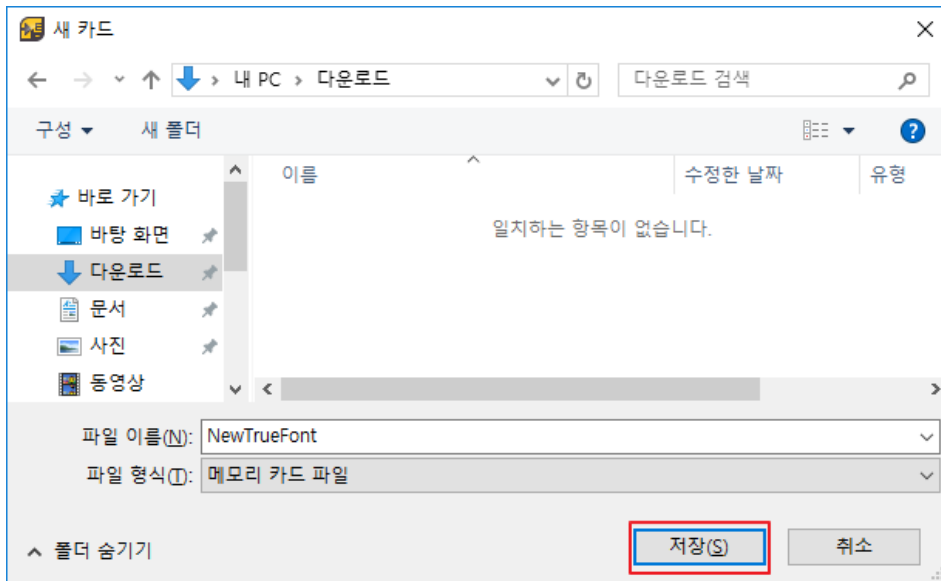 새 카드
내 PC > 다운로드
다운로드 검색
구성
새 폴더
이름
수정한 날짜
유형
일치하는 항목이 없습니다.
바로 가기
바탕 화면
다운로드
문서
사진
동영상
파일 이름(N): NewTrueFont
파일 형식(T): 메모리 카드 파일
폴더 숨기기
저장(S)
취소